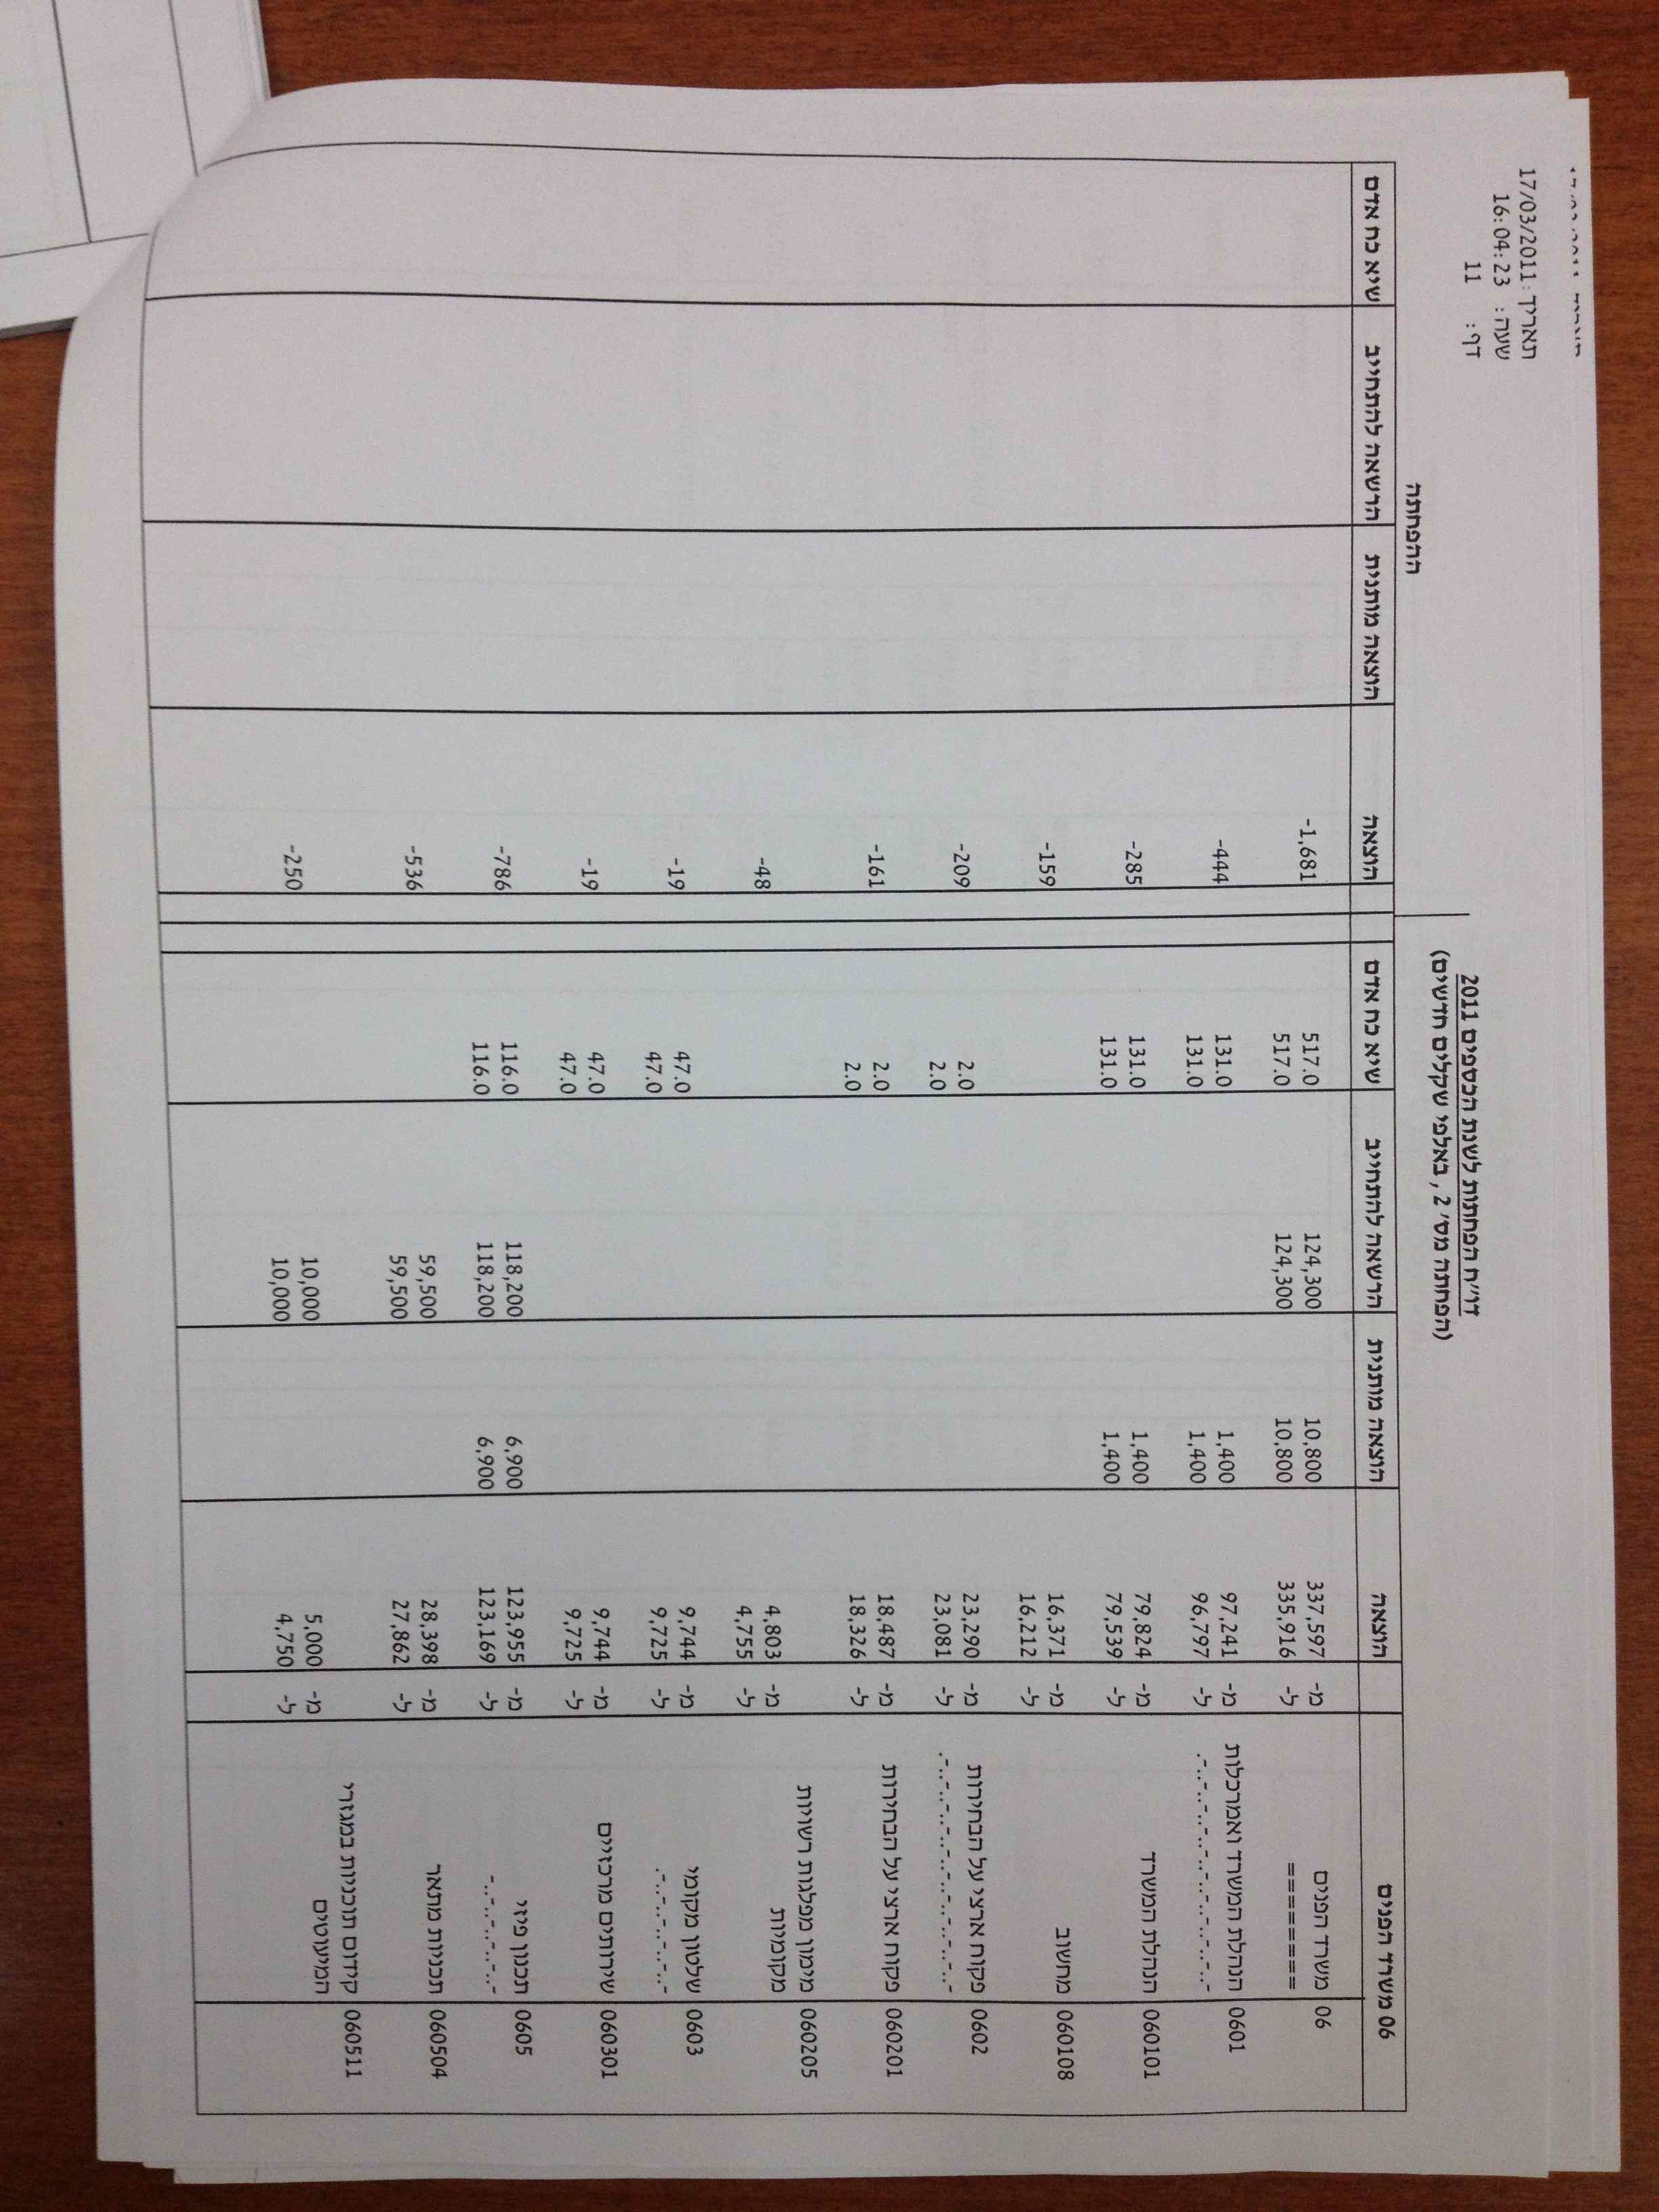 תאריך: 17/03/2011
שעה: 16:04:23
דף: 11
דו"ח הפחתות לשנת הכספים 2011
(הפחתה מס' 2 , באלפי שקלים חדשים)
ההפחתה
06 משרד הפנים הוצאה הוצאה מותנית הרשאה להתחייב שיא כח אדם הוצאה הוצאה מותנית הרשאה להתחייב שיא כח אדם
06 משרד הפנים מ- 337,597 10,800 124,300 517.0 -1,681
======== ל- 335,916 10,800 124,300 517.0
0601 הנהלת המשרד ואמרכלות מ- 97,241 1,400 131.0 -444
-.-.-.-.-.-.-.-.-.-. ל- 96,797 1,400 131.0
060101 הנהלת המשרד מ- 79,824 1,400 131.0 -285
ל- 79,539 1,400 131.0
060108 מחשוב מ- 16,371 -159
ל- 16,212
0602 פקוח ארצי על הבחירות מ- 23,290 2.0 -209
-.-.-.-.-.-.-.-.-.-. ל- 23,081 2.0
060201 פקוח ארצי על הבחירות מ- 18,487 2.0 -161
ל- 18,326 2.0
060205 מימון מפלגות רשויות
מקומיות מ- 4,803 -48
ל- 4,755
0603 שלטון מקומי מ- 9,744 47.0 -19
-.-.-.-.-.-. ל- 9,725 47.0
060301 שירותים מרכזיים מ- 9,744 47.0 -19
ל- 9,725 47.0
0605 תכנון פיזי מ- 123,955 6,900 118,200 116.0 -786
-.-.-.-.-.- ל- 123,169 6,900 118,200 116.0
060504 תכניות מתאר מ- 28,398 59,500 -536
ל- 27,862 59,500
060511 קידום תוכניות במגזרי
המיעוטים מ- 5,000 10,000 -250
ל- 4,750 10,000